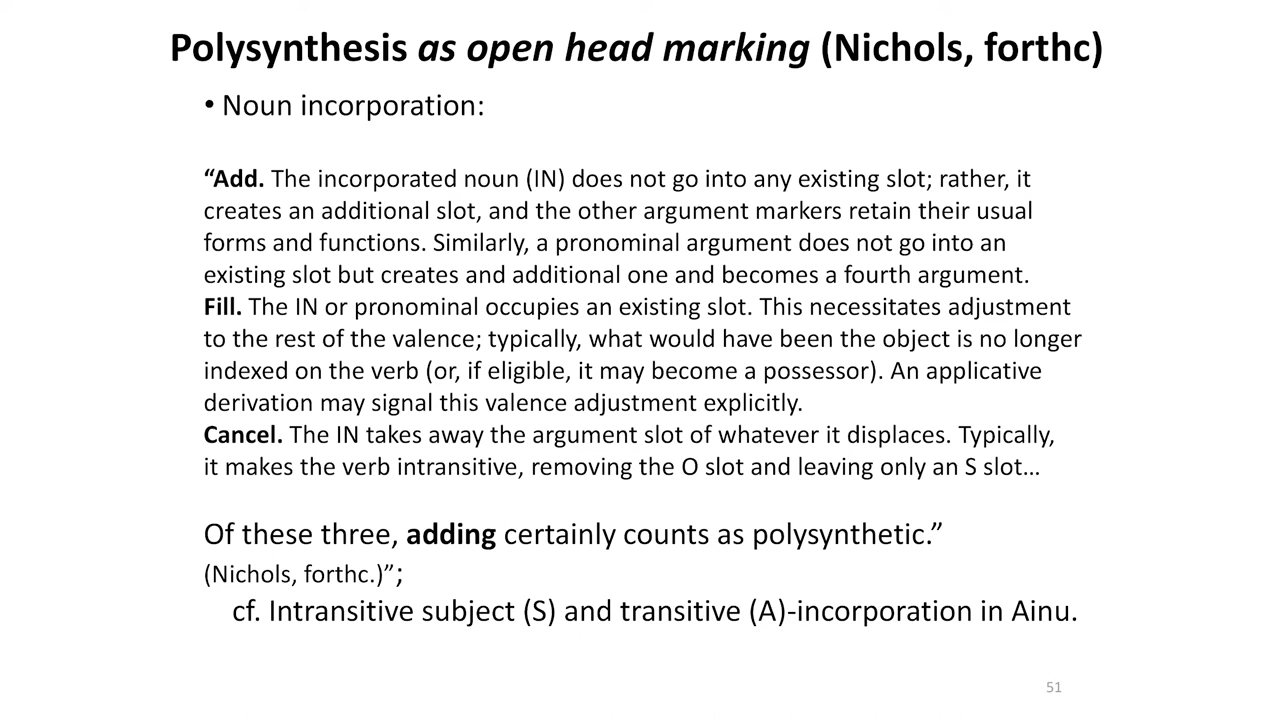 Polysynthesis as open head marking (Nichols, forthc)
• Noun incorporation:
“Add. The incorporated noun (IN) does not go into any existing slot; rather, it
creates an additional slot, and the other argument markers retain their usual
forms and functions. Similarly, a pronominal argument does not go into an
existing slot but creates and additional one and becomes a fourth argument.
Fill. The IN or pronominal occupies an existing slot. This necessitates adjustment
to the rest of the valence; typically, what would have been the object is no longer
indexed on the verb (or, if eligible, it may become a possessor). An applicative
derivation may signal this valence adjustment explicitly.
Cancel. The IN takes away the argument slot of whatever it displaces. Typically,
it makes the verb intransitive, removing the O slot and leaving only an S slot…
Of these three, adding certainly counts as polysynthetic.”
(Nichols, forthc.)”;
cf. Intransitive subject (S) and transitive (A)-incorporation in Ainu.
51